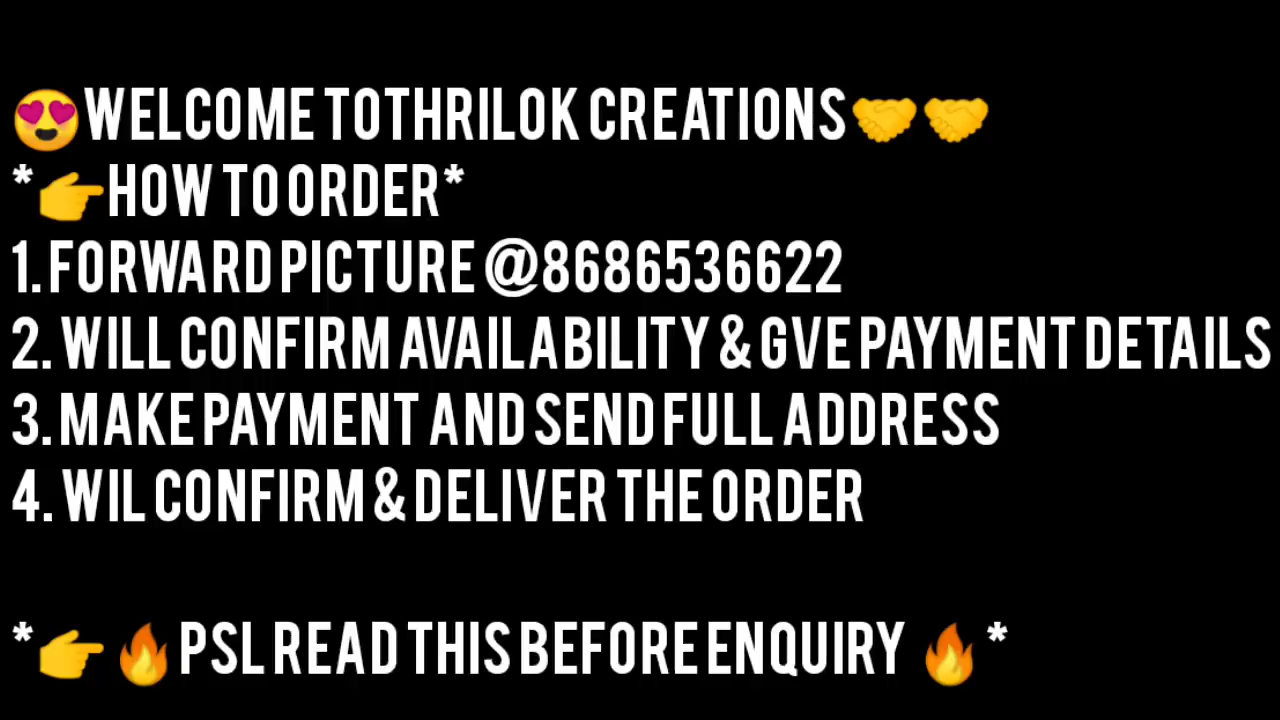 😍WELCOME TOTHRILOK CREATIONS🤝🤝
*👉HOW TO ORDER*
1. FORWARD PICTURE @8686536622
2. WILL CONFIRM AVAILABILITY & GVE PAYMENT DETAILS
3. MAKE PAYMENT AND SEND FULL ADDRESS
4. WIL CONFIRM & DELIVER THE ORDER
*👉🔥PSL READ THIS BEFORE ENQUIRY 🔥*